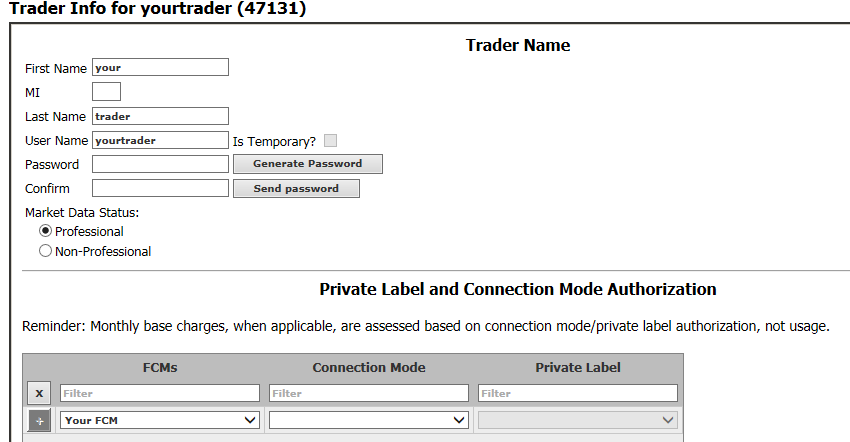 Trader Info for yourtrader (47131)
Trader Name
First Name your
MI
Last Name trader
User Name yourtrader Is Temporary?
Password Generate Password
Confirm Send password
Market Data Status:
Professional
Non-Professional
Private Label and Connection Mode Authorization
Reminder: Monthly base charges, when applicable, are assessed based on connection mode/private label authorization, not usage.
FCMs Connection Mode Private Label
x Filter Filter Filter
+ Your FCM